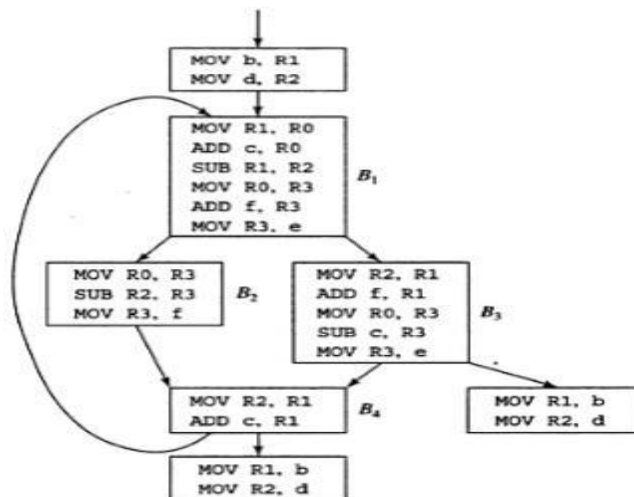 MOV b, R1
MOV d, R2
MOV R1, R0
ADD c, R0
SUB R1, R2
MOV R0, R3
ADD f, R3
MOV R3, e
B₁
MOV R0, R3
SUB R2, R3
MOV R3, f
B₂
MOV R2, R1
ADD f, R1
MOV R0, R3
SUB c, R3
MOV R3, e
B₃
MOV R2, R1
ADD c, R1
B₄
MOV R1, b
MOV R2, d
MOV R1, b
MOV R2, d